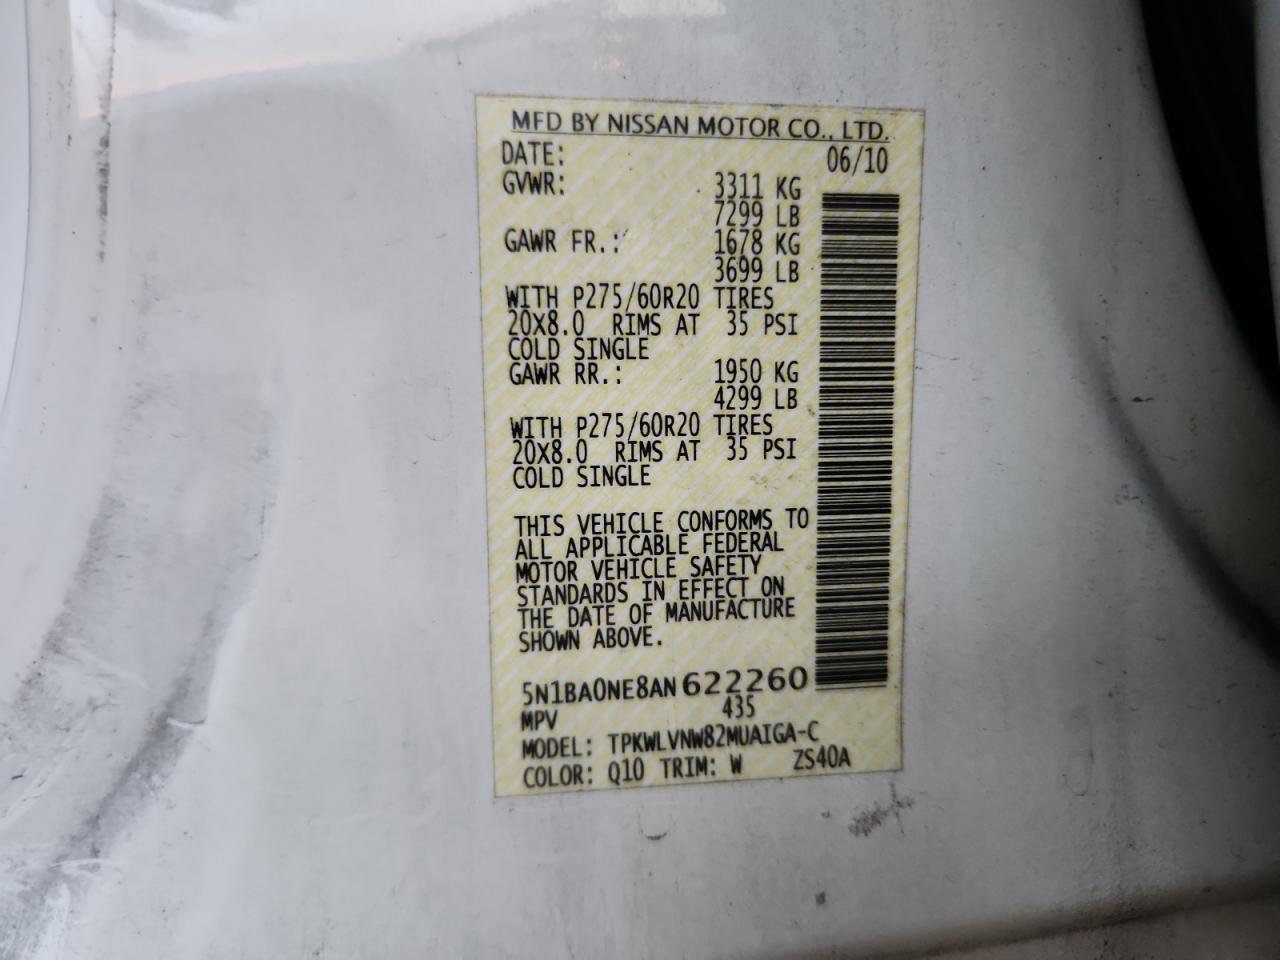 MFD BY NISSAN MOTOR CO., LTD.
DATE: 06/10
GVWR: 3311 KG
7299 LB
GAWR FR.: 1678 KG
3699 LB
WITH P275/60R20 TIRES
20X8.0 RIMS AT 35 PSI
COLD SINGLE
GAWR RR.: 1950 KG
4299 LB
WITH P275/60R20 TIRES
20X8.0 RIMS AT 35 PSI
COLD SINGLE
THIS VEHICLE CONFORMS TO
ALL APPLICABLE FEDERAL
MOTOR VEHICLE SAFETY
STANDARDS IN EFFECT ON
THE DATE OF MANUFACTURE
SHOWN ABOVE.
5N1BA0NE8AN622260
MPV 435
MODEL: TPKWLVNW82MUAIGA-C
COLOR: Q10 TRIM: W ZS40A